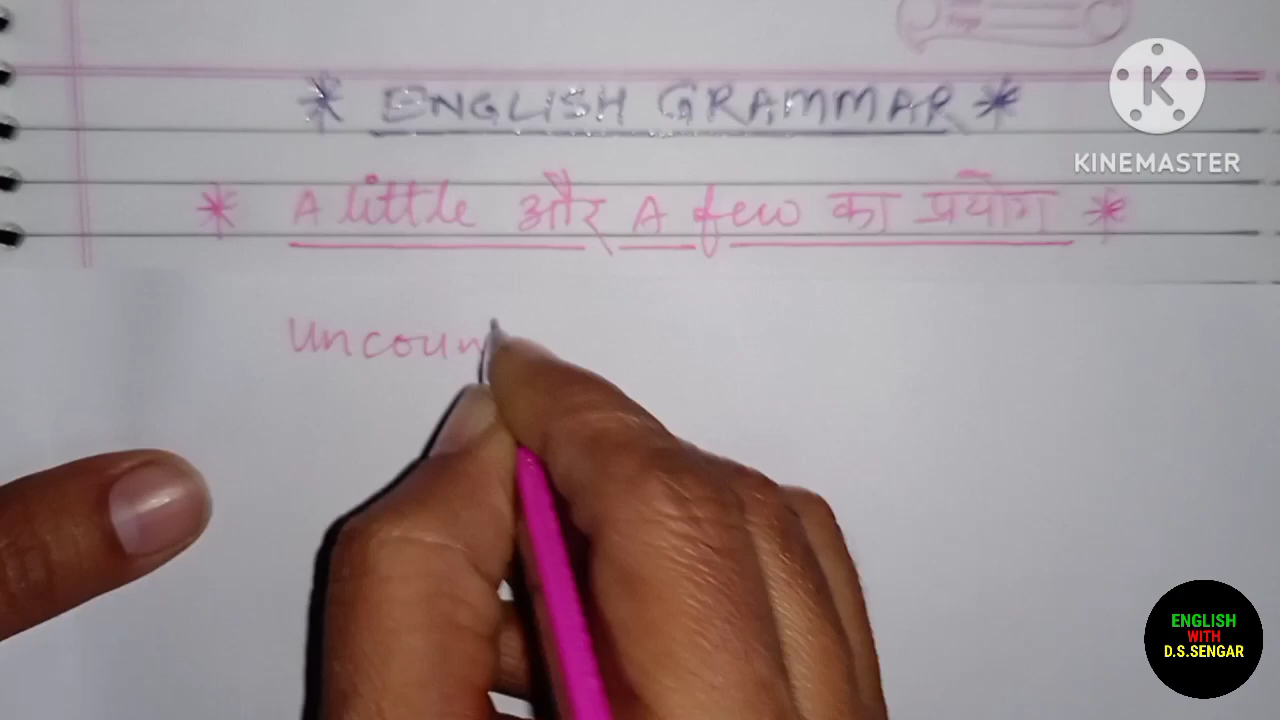 * ENGLISH GRAMMAR *
KINEMASTER
* A little और A few का प्रयोग *
Uncoun
ENGLISH
WITH
D.S.SENGAR